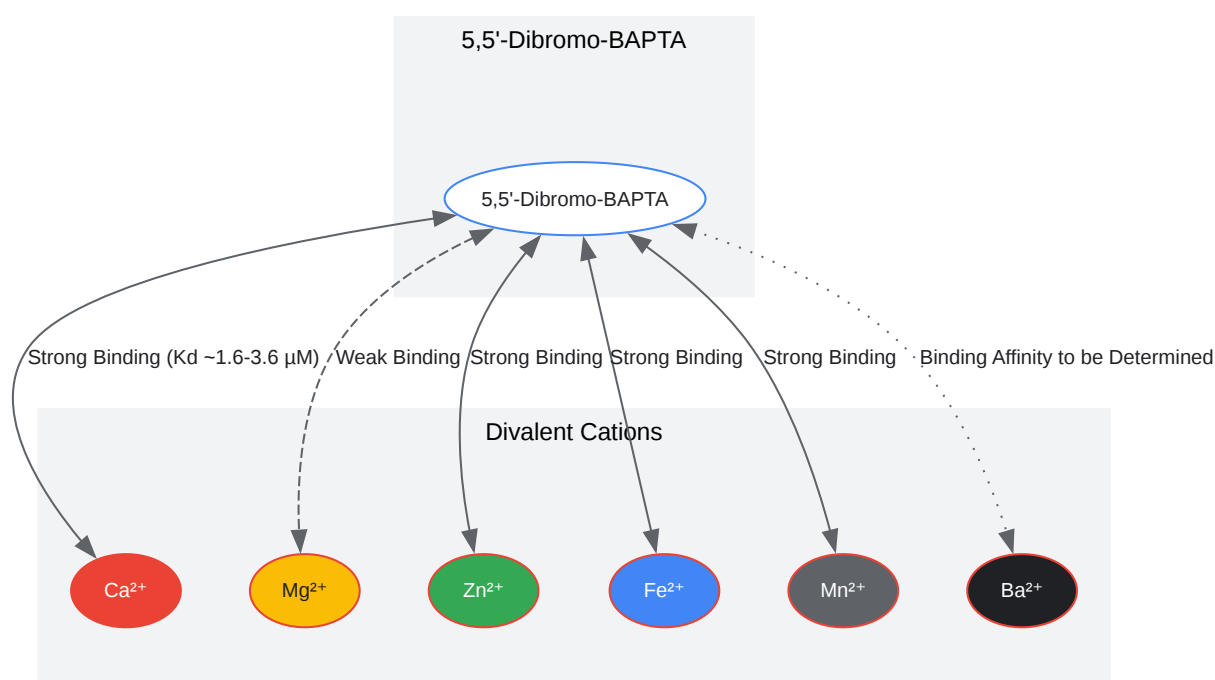 5,5'-Dibromo-BAPTA
5,5'-Dibromo-BAPTA
Strong Binding (Kd ~1.6-3.6 µM)
Weak Binding
Strong Binding
Strong Binding
Strong Binding
Binding Affinity to be Determined
Divalent Cations
Ca²⁺
Mg²⁺
Zn²⁺
Fe²⁺
Mn²⁺
Ba²⁺